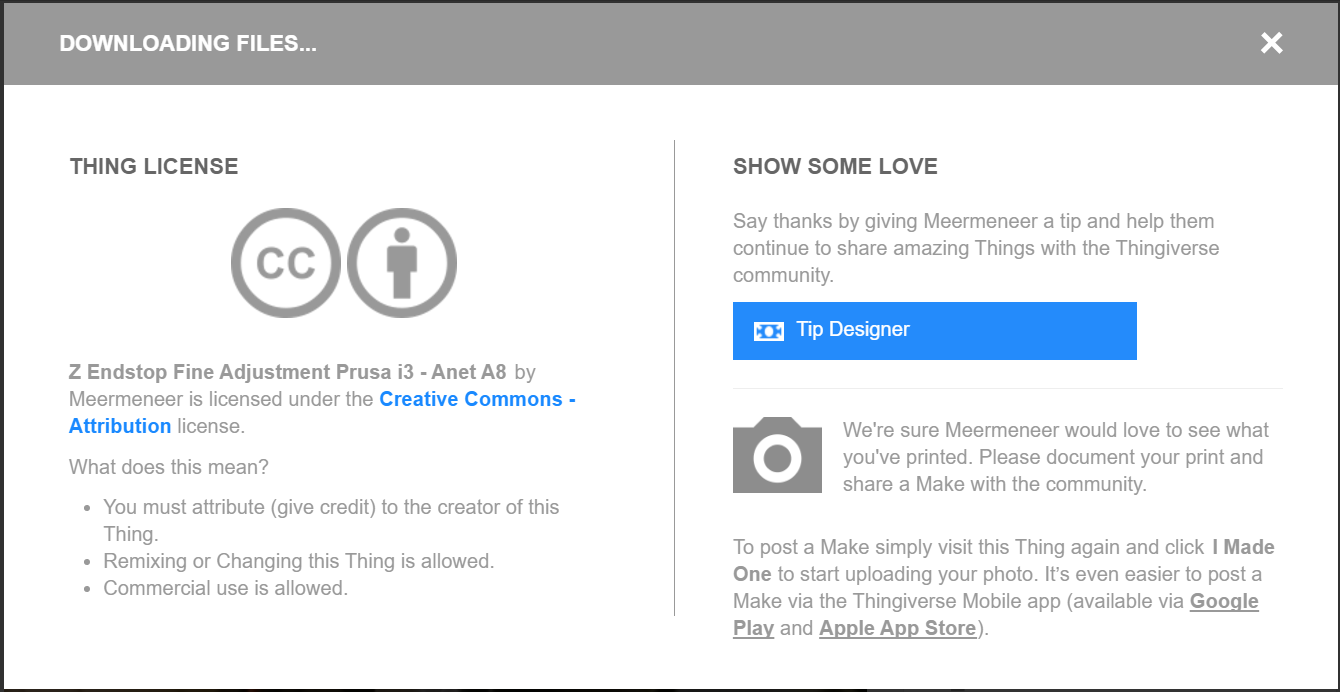 DOWNLOADING FILES...
THING LICENSE
CC
Z Endstop Fine Adjustment Prusa i3 - Anet A8 by
Meermeneer is licensed under the Creative Commons -
Attribution license.
What does this mean?
• You must attribute (give credit) to the creator of this
Thing.
• Remixing or Changing this Thing is allowed.
• Commercial use is allowed.
SHOW SOME LOVE
Say thanks by giving Meermeneer a tip and help them
continue to share amazing Things with the Thingiverse
community.
Tip Designer
We're sure Meermeneer would love to see what
you've printed. Please document your print and
share a Make with the community.
To post a Make simply visit this Thing again and click I Made
One to start uploading your photo. It’s even easier to post a
Make via the Thingiverse Mobile app (available via Google
Play and Apple App Store).